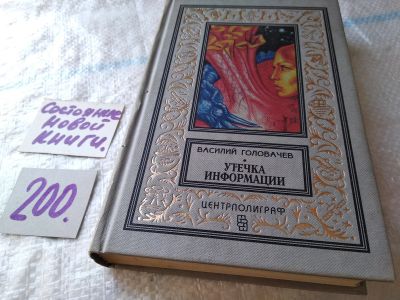 Состояние
новой
книги.
200.
ВАСИЛИЙ ГОЛОВАЧЕВ
УТЕЧКА
ИНФОРМАЦИИ
ЦЕНТРПОЛИГРАФ